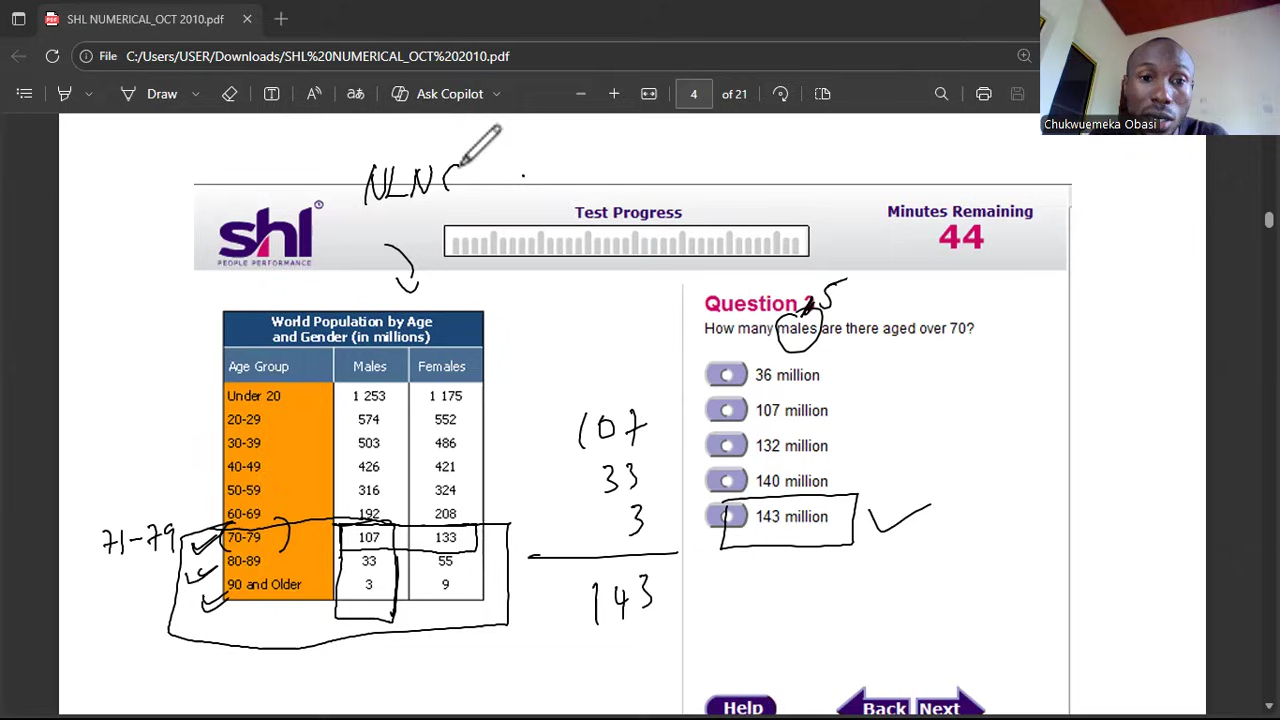 SHL NUMERICAL_OCT 2010.pdf
File C:/Users/USER/Downloads/SHL%20NUMERICAL_OCT%202010.pdf
Draw
Ask Copilot
4 of 21
Chukwuemeka Obasi
NLNC
shl
PEOPLE PERFORMANCE
Test Progress
Minutes Remaining
44
World Population by Age
and Gender (in millions)
Age Group Males Females
Under 20 1 253 1 175
20-29 574 552
30-39 503 486
40-49 426 421
50-59 316 324
60-69 192 208
71-79 70-79 107 133
80-89 33 55
90 and Older 3 9
107
33
3
143
Question 5
How many males are there aged over 70?
36 million
107 million
132 million
140 million
143 million
Help
Back Next